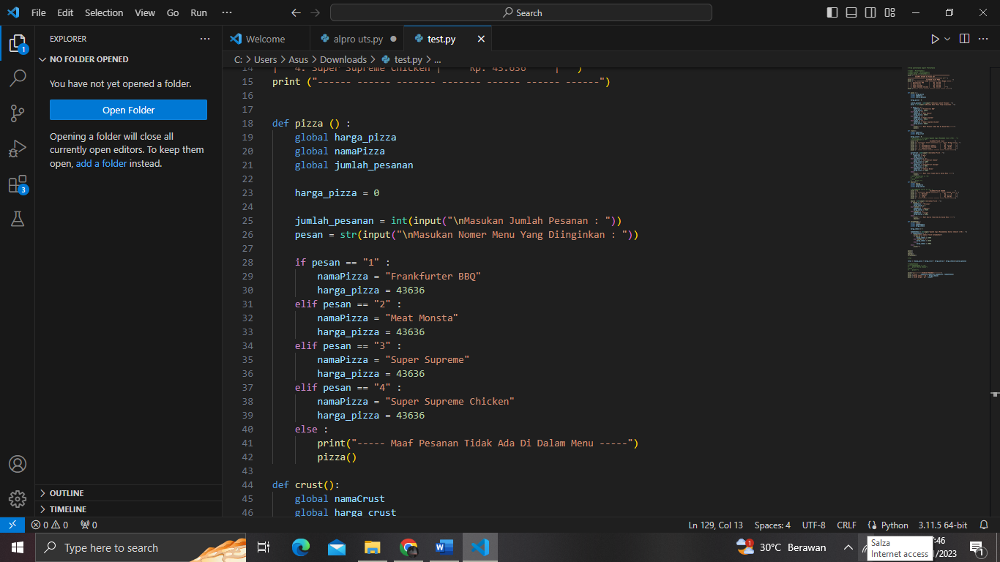 File Edit Selection View Go Run ... Search
EXPLORER ...
NO FOLDER OPENED
You have not yet opened a folder.
Open Folder
Opening a folder will close all
currently open editors. To keep them
open, add a folder instead.
OUTLINE
TIMELINE
1
3
Welcome alpro uts.py test.py
C: > Users > Asus > Downloads > test.py > ...
14 | 4. Super Supreme Chicken | Rp. 43.636 | ")
15 print ("------ ------ ------ ------- ------ ------ ------")
16
17
18 def pizza () :
19 global harga_pizza
20 global namaPizza
21 global jumlah_pesanan
22
23 harga_pizza = 0
24
25 jumlah_pesanan = int(input("\nMasukan Jumlah Pesanan : "))
26 pesan = str(input("\nMasukan Nomer Menu Yang Diinginkan : "))
27
28 if pesan == "1" :
29 namaPizza = "Frankfurter BBQ"
30 harga_pizza = 43636
31 elif pesan == "2" :
32 namaPizza = "Meat Monsta"
33 harga_pizza = 43636
34 elif pesan == "3" :
35 namaPizza = "Super Supreme"
36 harga_pizza = 43636
37 elif pesan == "4" :
38 namaPizza = "Super Supreme Chicken"
39 harga_pizza = 43636
40 else :
41 print("----- Maaf Pesanan Tidak Ada Di Dalam Menu -----")
42 pizza()
43
44 def crust():
45 global namaCrust
46 global harga_crust
0 0 0 Ln 129, Col 13 Spaces: 4 UTF-8 CRLF Python 3.11.5 64-bit
Type here to search
1 30°C Berawan
Salza
Internet access
:46
/2023
1